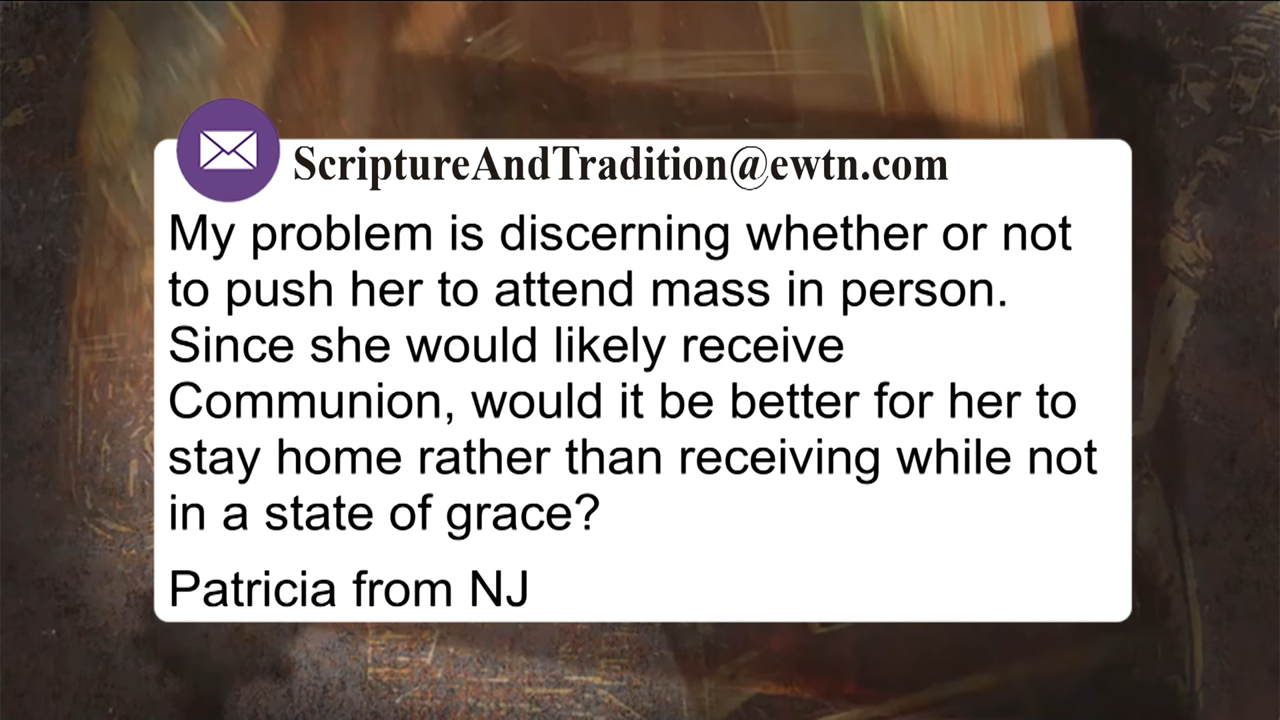 ScriptureAndTradition@ewtn.com
My problem is discerning whether or not
to push her to attend mass in person.
Since she would likely receive
Communion, would it be better for her to
stay home rather than receiving while not
in a state of grace?
Patricia from NJ